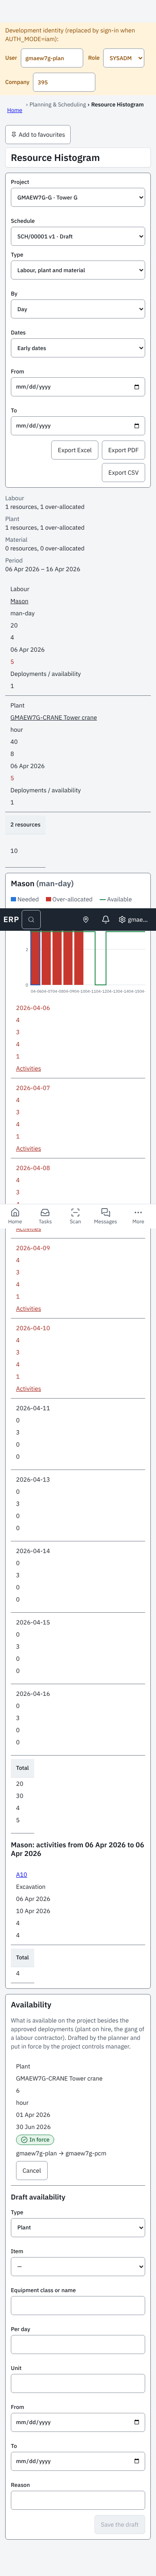 Development identity (replaced by sign-in when
AUTH_MODE=iam):
User gmaew7g-plan Role SYSADM
Company 395
Home › Planning & Scheduling › Resource Histogram
Add to favourites
Resource Histogram
Project
GMAEW7G-G · Tower G
Schedule
SCH/00001 v1 · Draft
Type
Labour, plant and material
By
Day
Dates
Early dates
From
mm/dd/yyyy
To
mm/dd/yyyy
Export Excel Export PDF
Export CSV
Labour
1 resources, 1 over-allocated
Plant
1 resources, 1 over-allocated
Material
0 resources, 0 over-allocated
Period
06 Apr 2026 – 16 Apr 2026
Labour
Mason
man-day
20
4
06 Apr 2026
5
Deployments / availability
1
Plant
GMAEW7G-CRANE Tower crane
hour
40
8
06 Apr 2026
5
Deployments / availability
1
2 resources
10
Mason (man-day)
Needed Over-allocated Available
ERP gmae...
0
2026-04-06
4
3
4
1
Activities
2026-04-07
4
3
4
1
Activities
2026-04-08
4
3
Home Tasks Scan Messages More
Activities
2026-04-09
4
3
4
1
Activities
2026-04-10
4
3
4
1
Activities
2026-04-11
0
3
0
0
2026-04-13
0
3
0
0
2026-04-14
0
3
0
0
2026-04-15
0
3
0
0
2026-04-16
0
3
0
0
Total
20
30
4
5
Mason: activities from 06 Apr 2026 to 06
Apr 2026
A10
Excavation
06 Apr 2026
10 Apr 2026
4
4
Total
4
Availability
What is available on the project besides the
approved deployments (plant on hire, the gang of
a labour contractor). Drafted by the planner and
put in force by the project controls manager.
Plant
GMAEW7G-CRANE Tower crane
6
hour
01 Apr 2026
30 Jun 2026
In force
gmaew7g-plan → gmaew7g-pcm
Cancel
Draft availability
Type
Plant
Item
—
Equipment class or name
Per day
Unit
From
mm/dd/yyyy
To
mm/dd/yyyy
Reason
Save the draft